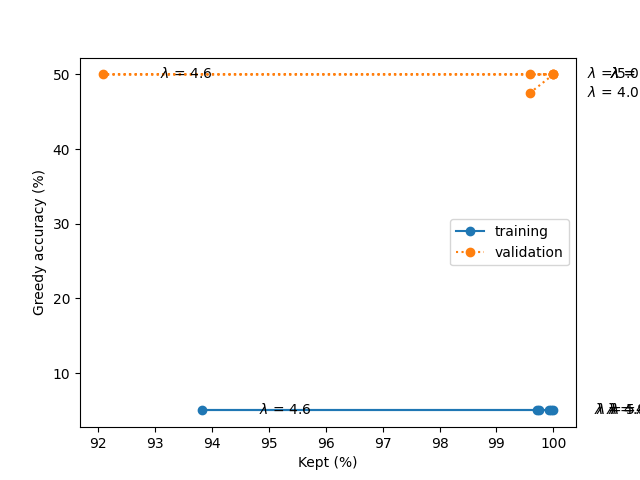 50
λ = 4.6
λ = 4.0
40
Greedy accuracy (%)
30
training
validation
20
10
λ = 4.6
92 93 94 95 96 97 98 99 100
Kept (%)